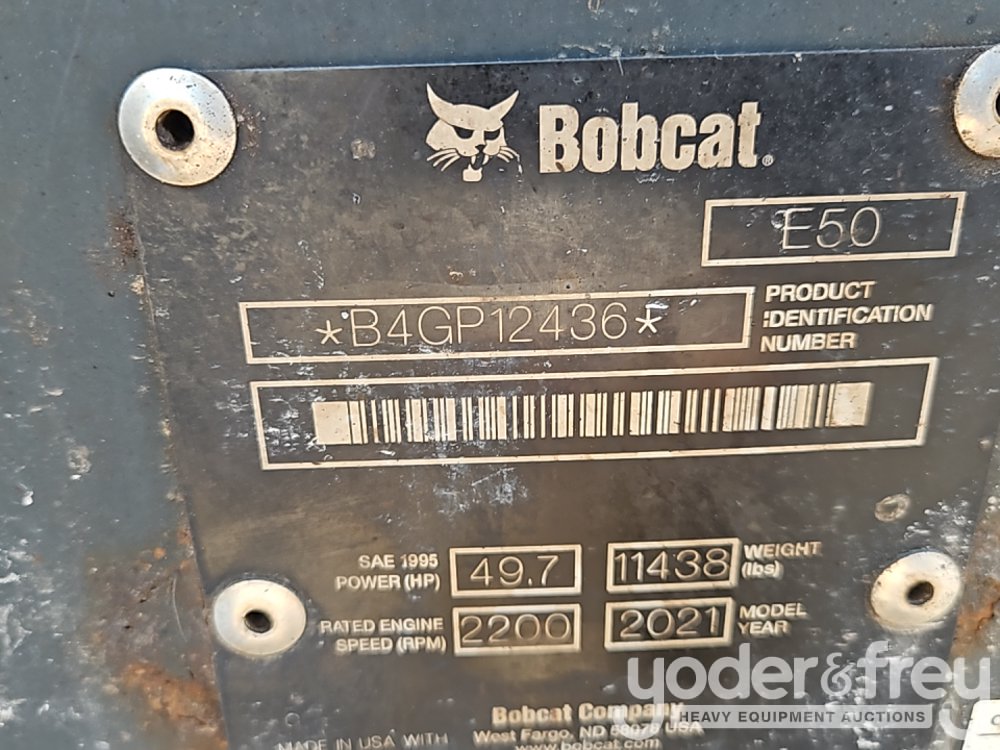 Bobcat®
E50
*B4GP12436*
PRODUCT
IDENTIFICATION
NUMBER
SAE 1995
POWER (HP)
49.7
11438
WEIGHT
(lbs)
RATED ENGINE
SPEED (RPM)
2200
2021
MODEL
YEAR
Bobcat Company
West Fargo, ND 58078 USA
www.bobcat.com
MADE IN USA WITH
yoder&frey
HEAVY EQUIPMENT AUCTIONS